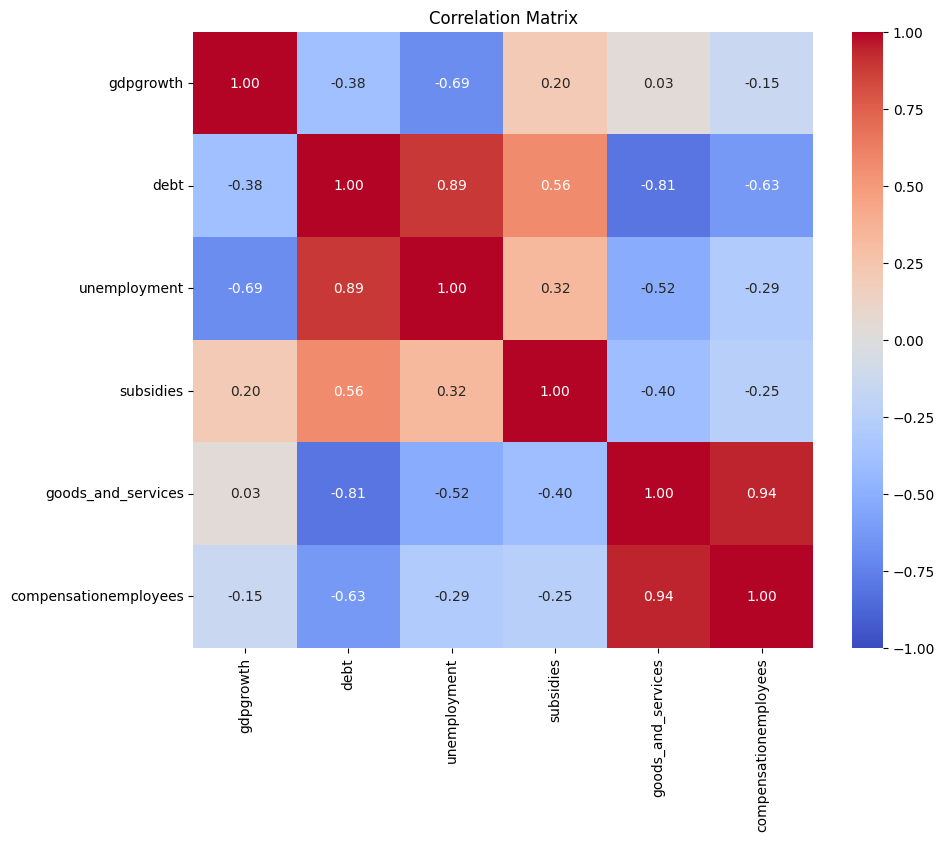 Correlation Matrix
gdpgrowth 1.00 -0.38 -0.69 0.20 0.03 -0.15
debt -0.38 1.00 0.89 0.56 -0.81 -0.63
unemployment -0.69 0.89 1.00 0.32 -0.52 -0.29
subsidies 0.20 0.56 0.32 1.00 -0.40 -0.25
goods_and_services 0.03 -0.81 -0.52 -0.40 1.00 0.94
compensationemployees -0.15 -0.63 -0.29 -0.25 0.94 1.00
gdpgrowth
debt
unemployment
subsidies
goods_and_services
compensationemployees
1.00
0.75
0.50
0.25
0.00
−0.25
−0.50
−0.75
−1.00